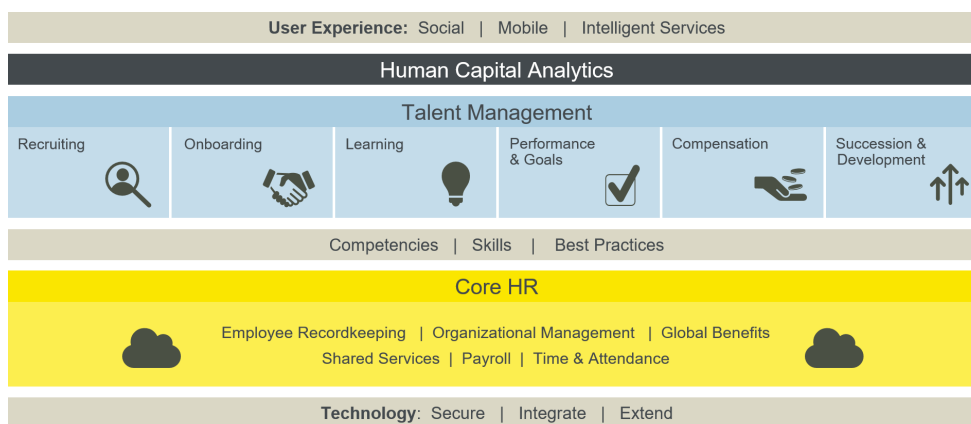 User Experience: Social | Mobile | Intelligent Services
Human Capital Analytics
Talent Management
Recruiting
Onboarding
Learning
Performance
& Goals
Compensation
Succession &
Development
Competencies | Skills | Best Practices
Core HR
Employee Recordkeeping | Organizational Management | Global Benefits
Shared Services | Payroll | Time & Attendance
Technology: Secure | Integrate | Extend